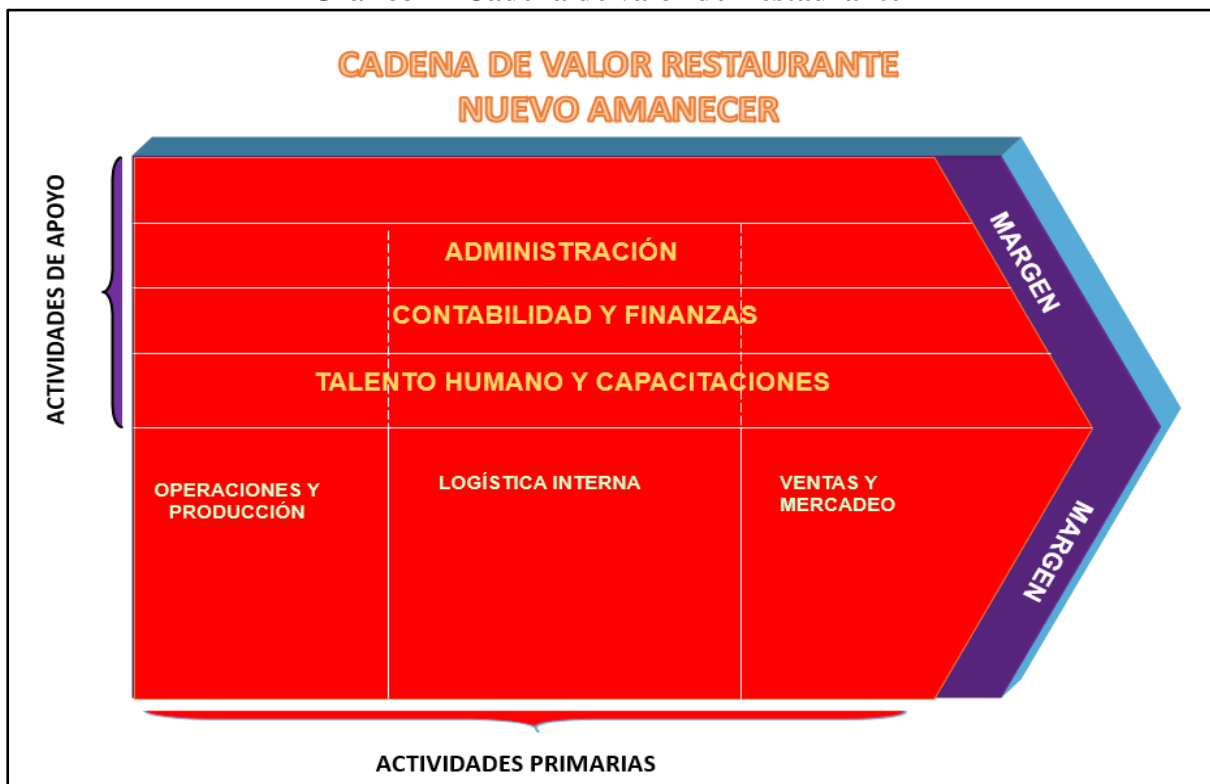 CADENA DE VALOR RESTAURANTE
NUEVO AMANECER
ACTIVIDADES DE APOYO
ADMINISTRACIÓN
CONTABILIDAD Y FINANZAS
TALENTO HUMANO Y CAPACITACIONES
MARGEN
OPERACIONES Y
PRODUCCIÓN
LOGÍSTICA INTERNA
VENTAS Y
MERCADEO
MARGEN
ACTIVIDADES PRIMARIAS